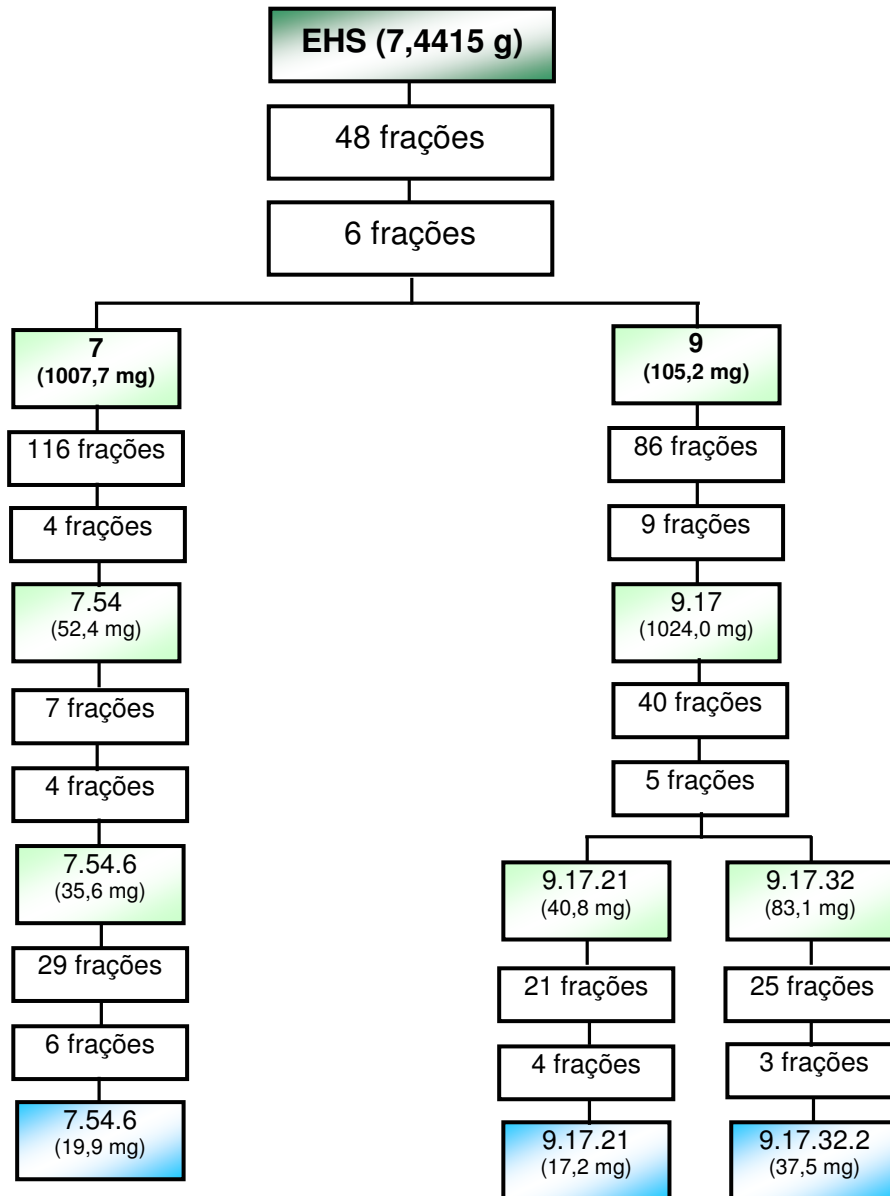 EHS (7,4415 g)
48 frações
6 frações
7
(1007,7 mg)
116 frações
4 frações
7.54
(52,4 mg)
7 frações
4 frações
7.54.6
(35,6 mg)
29 frações
6 frações
7.54.6
(19,9 mg)
9
(105,2 mg)
86 frações
9 frações
9.17
(1024,0 mg)
40 frações
5 frações
9.17.21
(40,8 mg)
21 frações
4 frações
9.17.21
(17,2 mg)
9.17.32
(83,1 mg)
25 frações
3 frações
9.17.32.2
(37,5 mg)